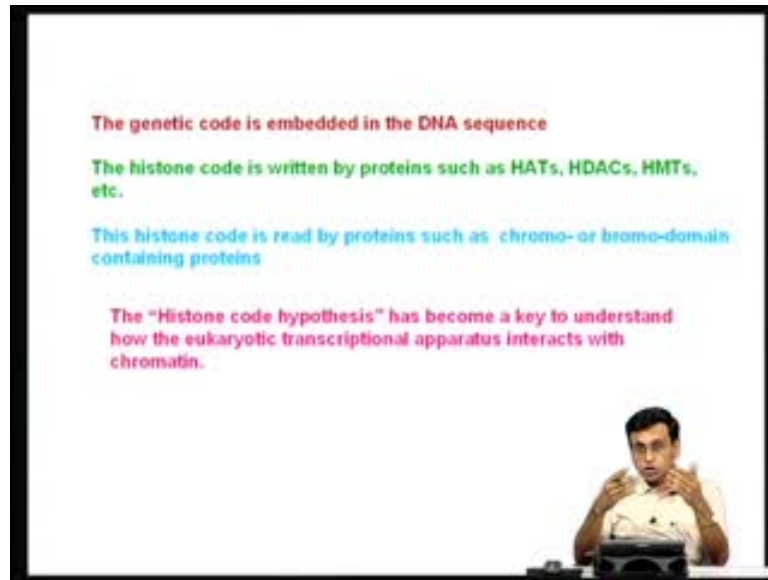 The genetic code is embedded in the DNA sequence
The histone code is written by proteins such as HATs, HDACs, HMTs,
etc.
This histone code is read by proteins such as chromo- or bromo-domain
containing proteins
The “Histone code hypothesis” has become a key to understand
how the eukaryotic transcriptional apparatus interacts with
chromatin.